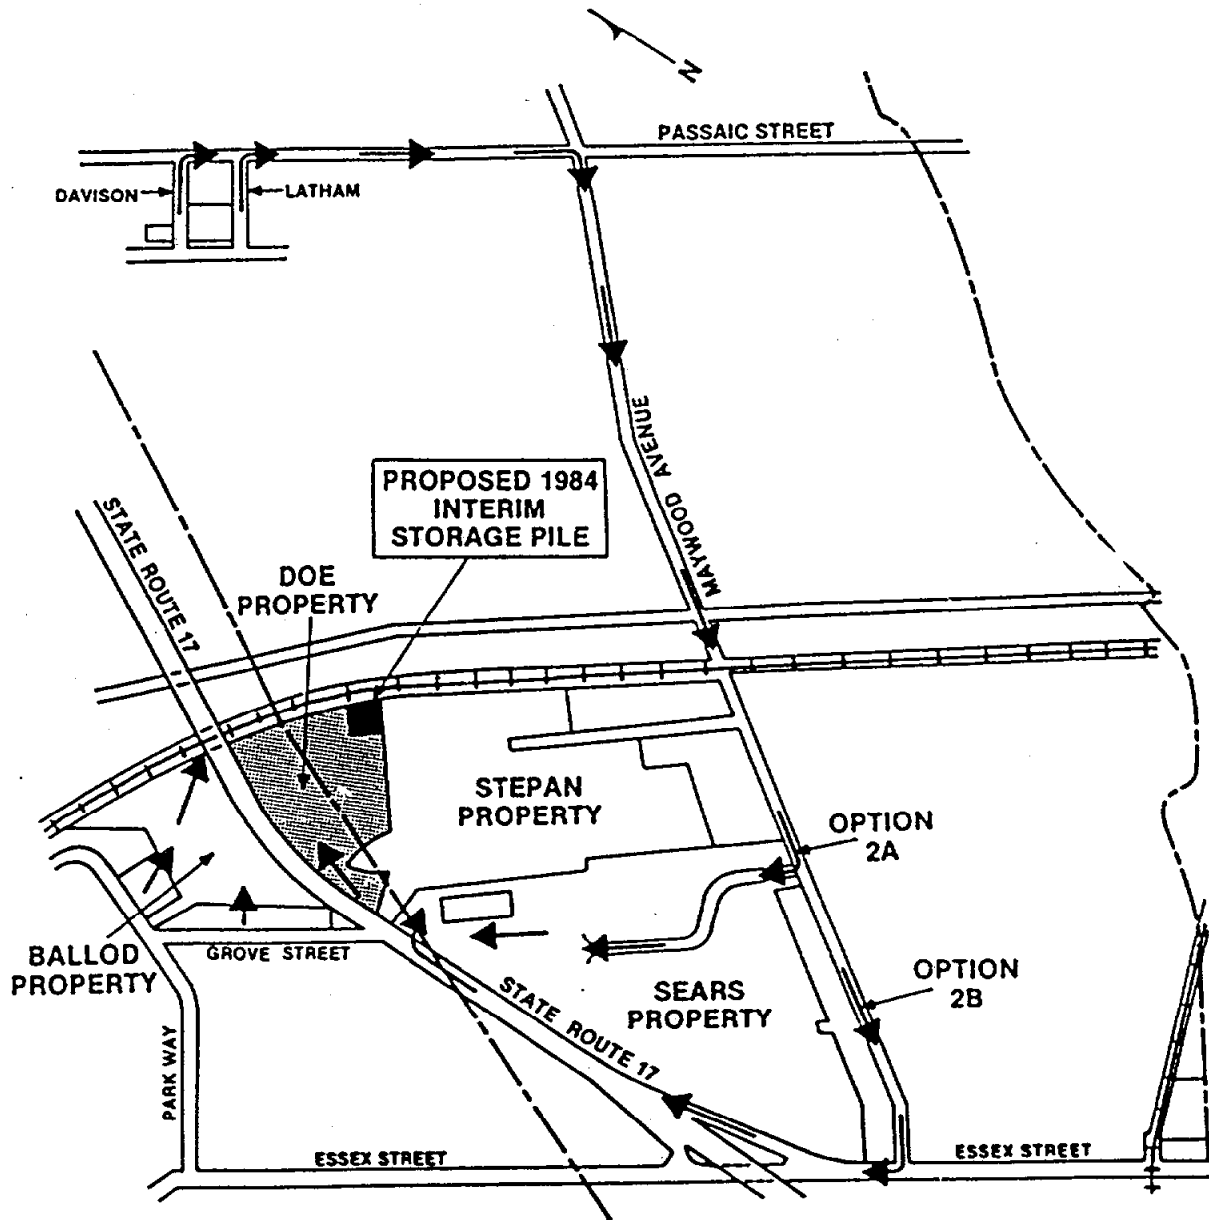 N
PASSAIC STREET
DAVISON
LATHAM
MAYWOOD AVENUE
PROPOSED 1984
INTERIM
STORAGE PILE
STATE ROUTE 17
DOE
PROPERTY
STEPAN
PROPERTY
OPTION
2A
BALLOD
PROPERTY
GROVE STREET
OPTION
2B
SEARS
PROPERTY
STATE ROUTE 17
PARK WAY
ESSEX STREET
ESSEX STREET